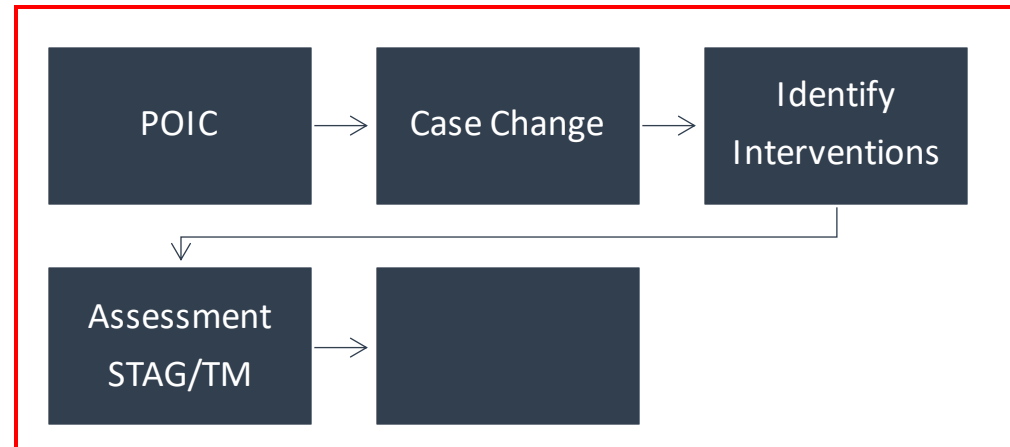 POIC
Case Change
Identify
Interventions
Assessment
STAG/TM